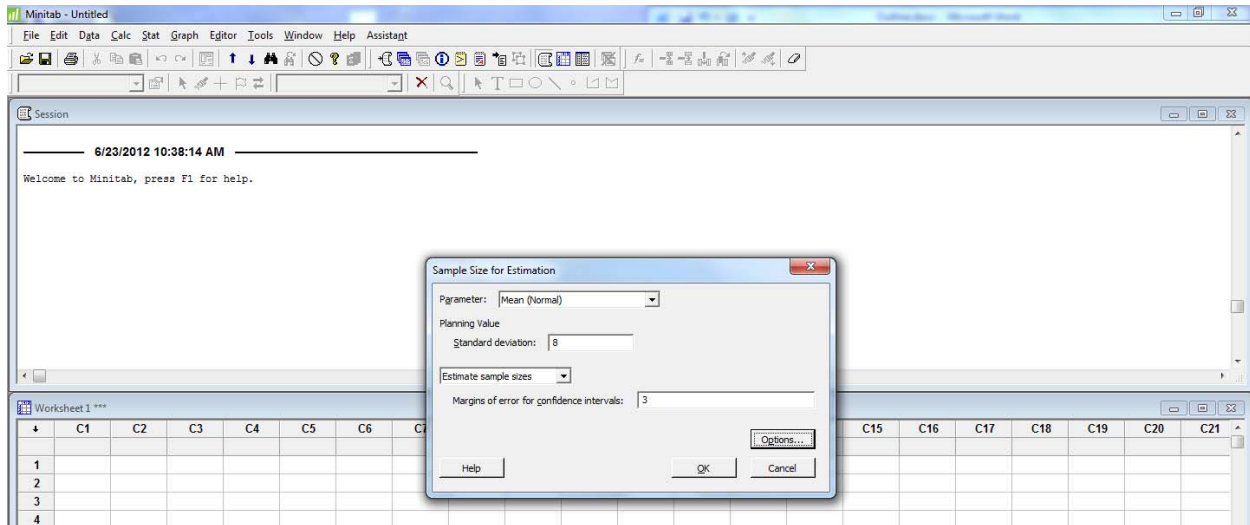 Minitab - Untitled
File Edit Data Calc Stat Graph Editor Tools Window Help Assistant
Session
6/23/2012 10:38:14 AM
Welcome to Minitab, press F1 for help.
Sample Size for Estimation
Parameter: Mean (Normal)
Planning Value
Standard deviation: 8
Estimate sample sizes
Margins of error for confidence intervals: 3
Options...
Help OK Cancel
Worksheet 1 ***
C1 C2 C3 C4 C5 C6 C7 C15 C16 C17 C18 C19 C20 C21
1
2
3
4